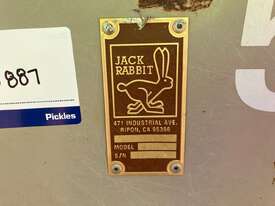 887
Pickles
JACK
RABBIT
471 INDUSTRIAL AVE.
RIPON, CA 95366
MODEL
S/N